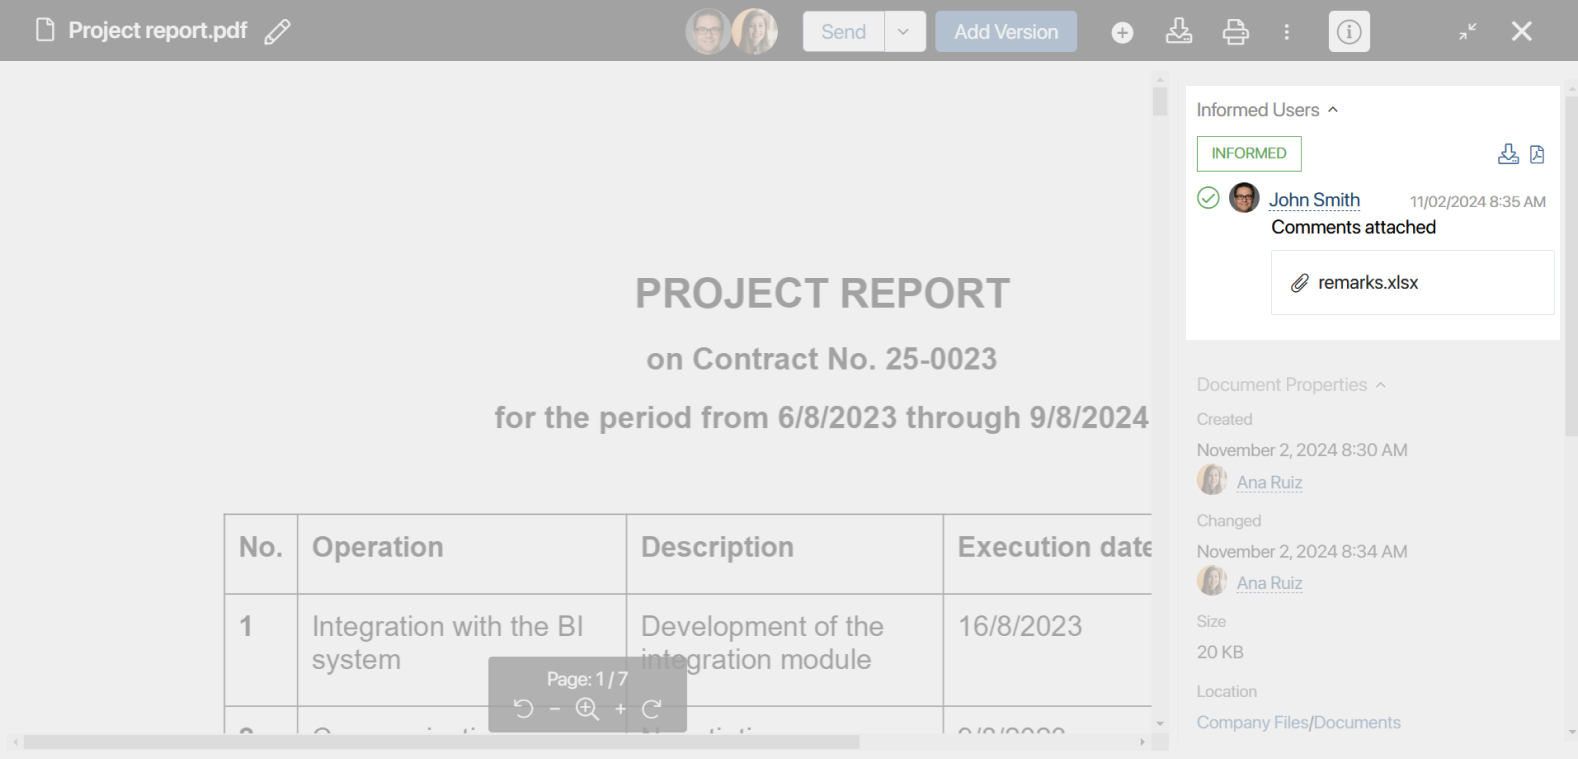 Project report.pdf
Send
Add Version
Informed Users
INFORMED
John Smith
11/02/2024 8:35 AM
Comments attached
remarks.xlsx
PROJECT REPORT
on Contract No. 25-0023
for the period from 6/8/2023 through 9/8/2024
No. Operation Description Execution date
1 Integration with the BI system Development of the integration module 16/8/2023
Page: 1 / 7
Document Properties
Created
November 2, 2024 8:30 AM
Ana Ruiz
Changed
November 2, 2024 8:34 AM
Ana Ruiz
Size
20 KB
Location
Company Files/Documents